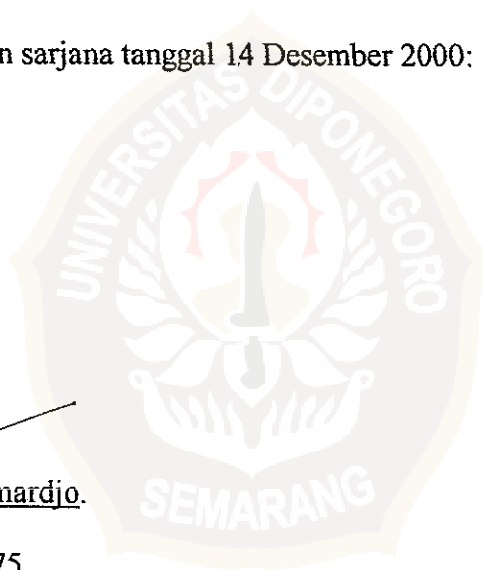 n sarjana tanggal 14 Desember 2000:
UNIVERSITAS DIPONEGORO
SEMARANG
nardjo.
75